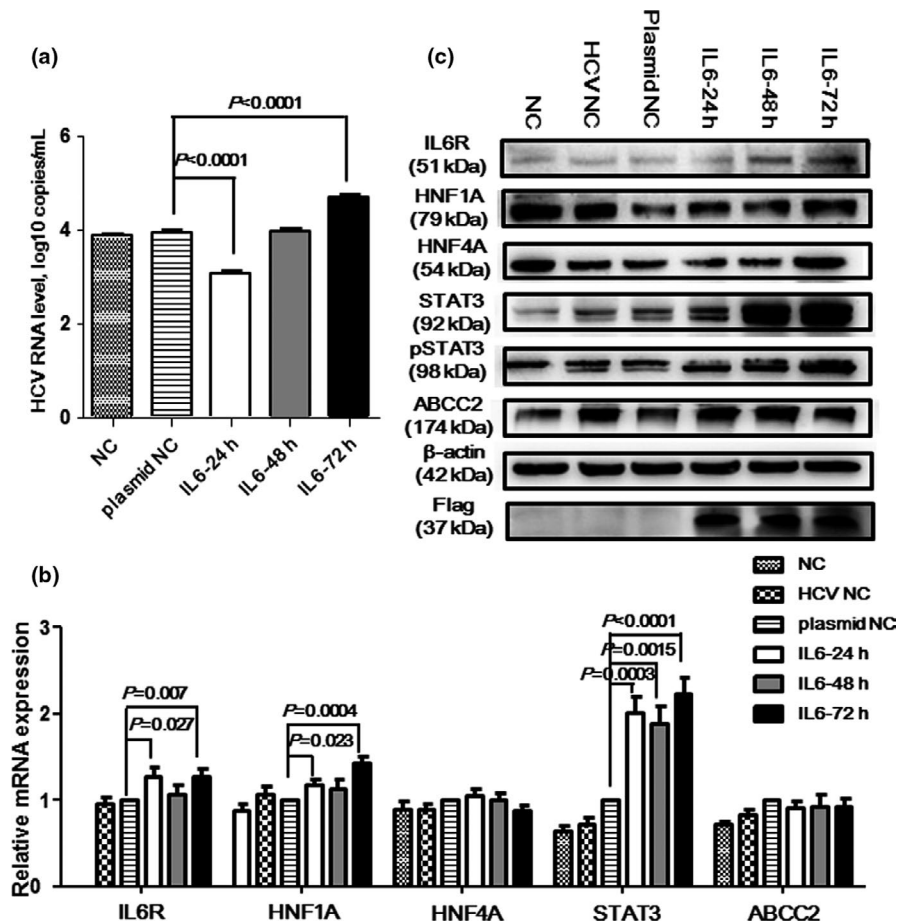 (a)
P<0.0001
P<0.0001
HCV RNA level, log10 copies/mL
6
4
2
0
NC
plasmid NC
IL6-24 h
IL6-48 h
IL6-72 h
(c)
NC
HCV NC
Plasmid NC
IL6-24 h
IL6-48 h
IL6-72 h
IL6R
(51 kDa)
HNF1A
(79 kDa)
HNF4A
(54 kDa)
STAT3
(92 kDa)
pSTAT3
(98 kDa)
ABCC2
(174 kDa)
β-actin
(42 kDa)
Flag
(37 kDa)
(b)
NC
HCV NC
plasmid NC
IL6-24 h
IL6-48 h
IL6-72 h
Relative mRNA expression
3
2
1
0
P=0.007
P=0.027
P=0.0004
P=0.023
P<0.0001
P=0.0015
P=0.0003
IL6R
HNF1A
HNF4A
STAT3
ABCC2